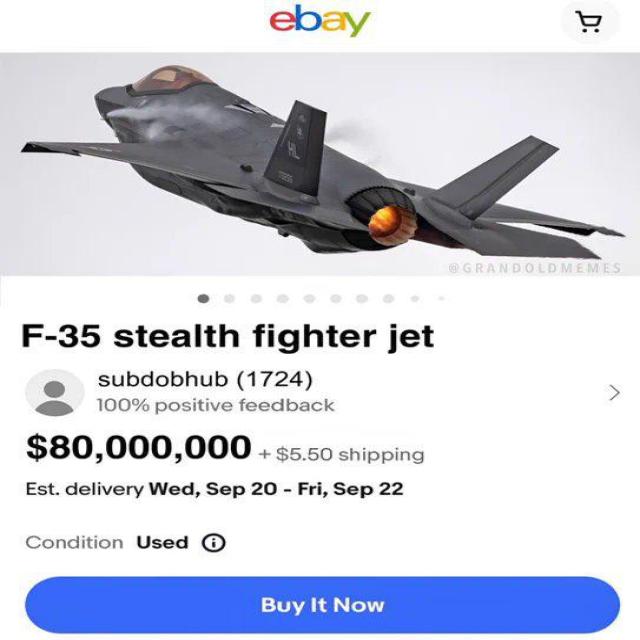 ebay
HL
@GRANDOLDMEMES
F-35 stealth fighter jet
subdobhub (1724)
100% positive feedback
$80,000,000 + $5.50 shipping
Est. delivery Wed, Sep 20 - Fri, Sep 22
Condition Used
Buy It Now